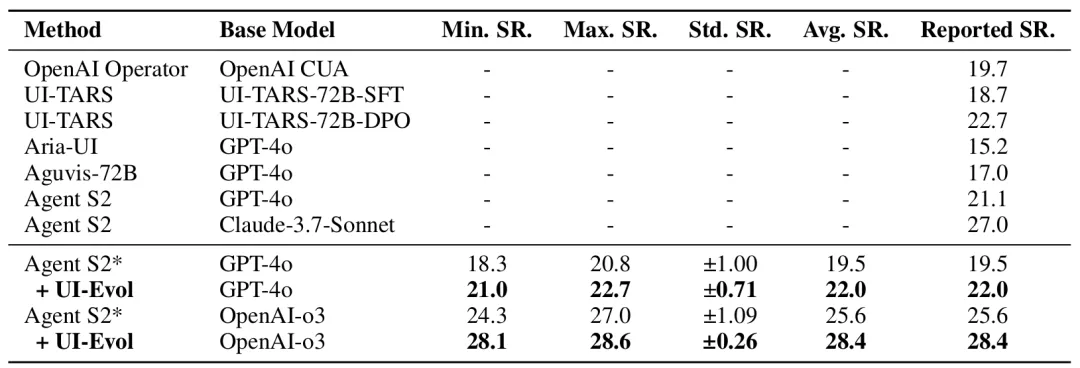 Method Base Model Min. SR. Max. SR. Std. SR. Avg. SR. Reported SR.
OpenAI Operator OpenAI CUA - - - - 19.7
UI-TARS UI-TARS-72B-SFT - - - - 18.7
UI-TARS UI-TARS-72B-DPO - - - - 22.7
Aria-UI GPT-4o - - - - 15.2
Aguvis-72B GPT-4o - - - - 17.0
Agent S2 GPT-4o - - - - 21.1
Agent S2 Claude-3.7-Sonnet - - - - 27.0
Agent S2* GPT-4o 18.3 20.8 ±1.00 19.5 19.5
+ UI-Evol GPT-4o 21.0 22.7 ±0.71 22.0 22.0
Agent S2* OpenAI-o3 24.3 27.0 ±1.09 25.6 25.6
+ UI-Evol OpenAI-o3 28.1 28.6 ±0.26 28.4 28.4